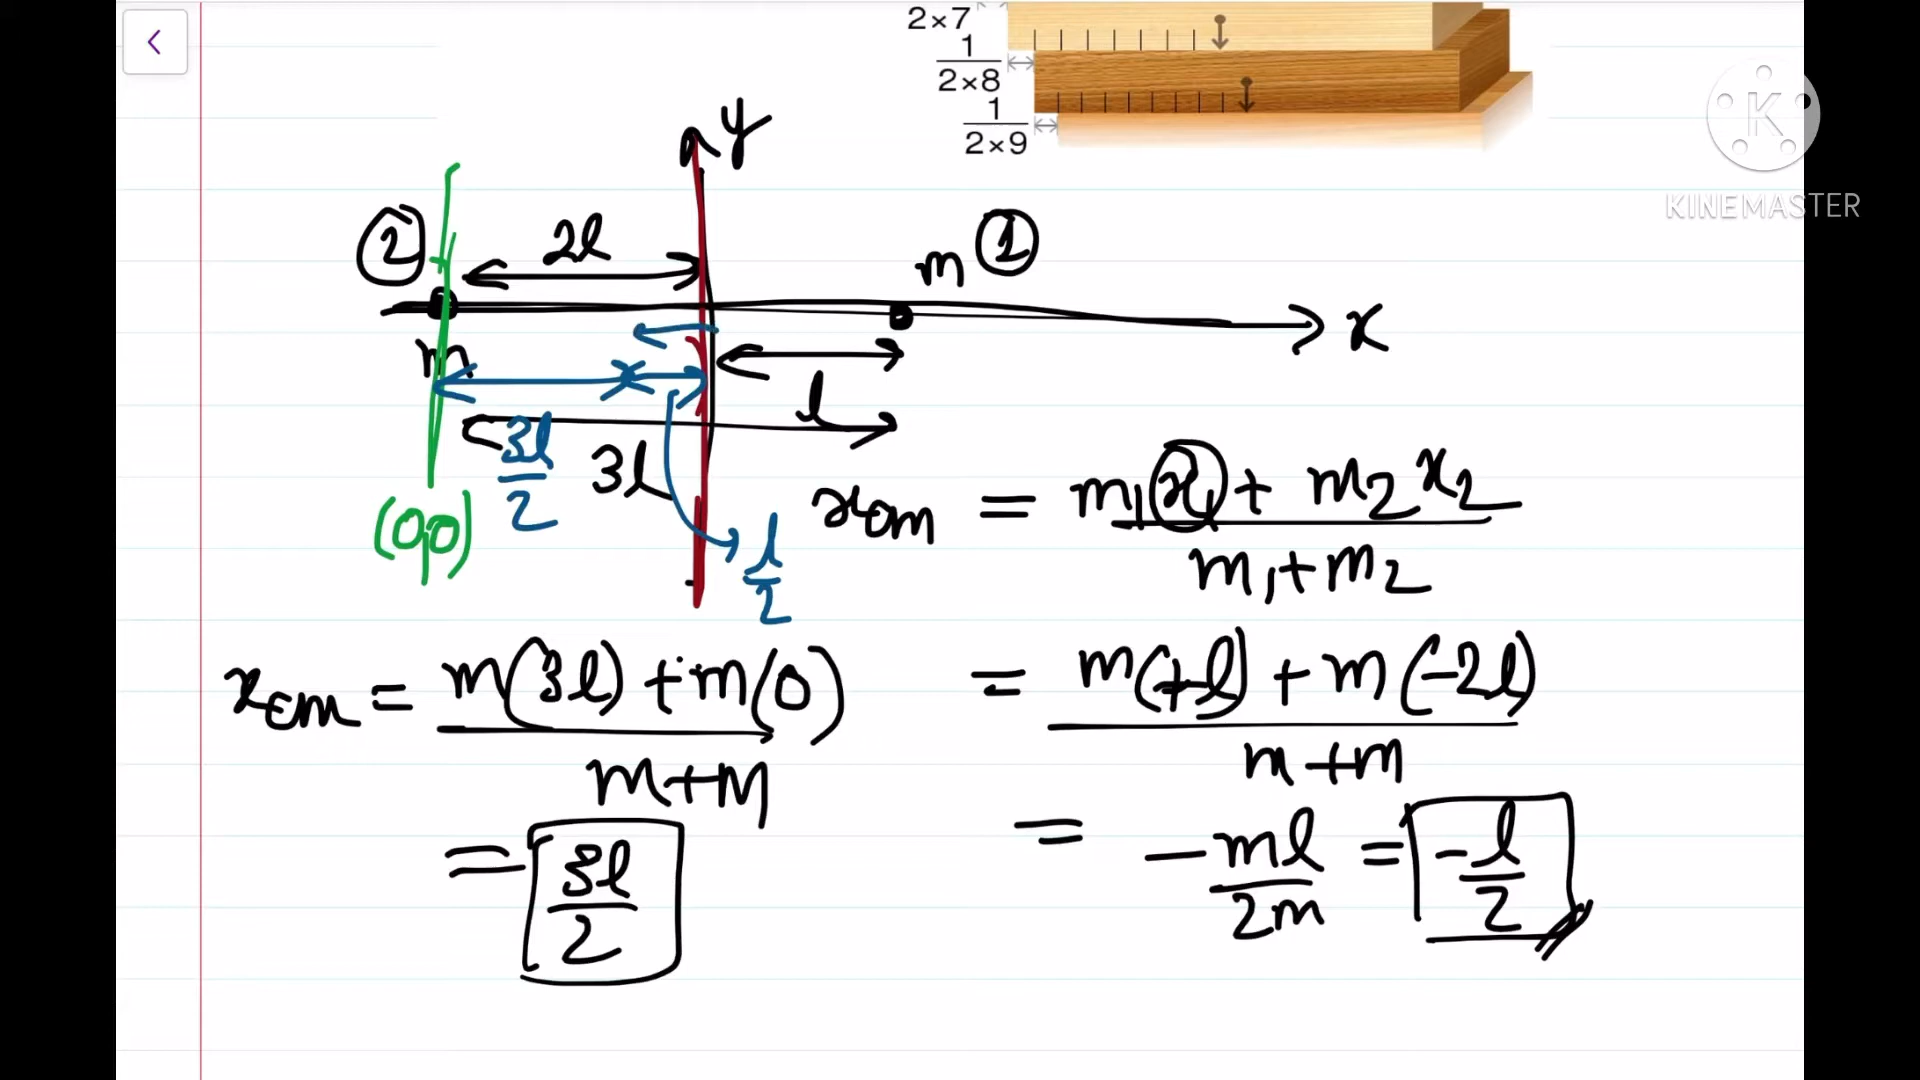 2×7
1
2×8
1
2×9
K
KINEMASTER
y
2
2l
m 1
x
m
l
3l/2
3l
(0,0)
l/2
xcm = m1x1 + m2x2
m1+m2
xcm = m(3l) + m(0)
m+m
= 3l/2
= m(+l) + m(-2l)
m+m
= -ml/2m = -l/2